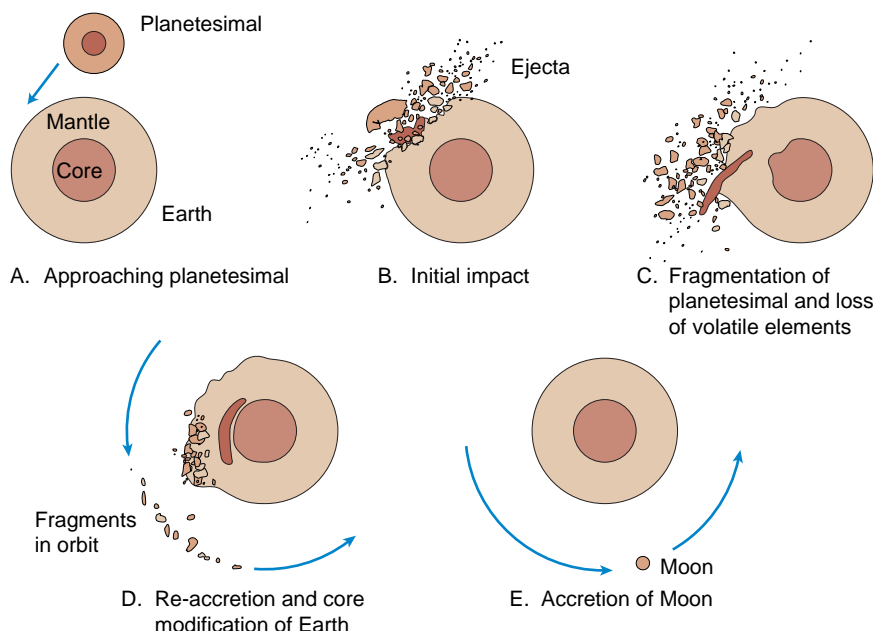 Planetesimal
Mantle
Core
Earth
A. Approaching planetesimal
Ejecta
B. Initial impact
C. Fragmentation of
planetesimal and loss
of volatile elements
Fragments
in orbit
D. Re-accretion and core
modification of Earth
Moon
E. Accretion of Moon